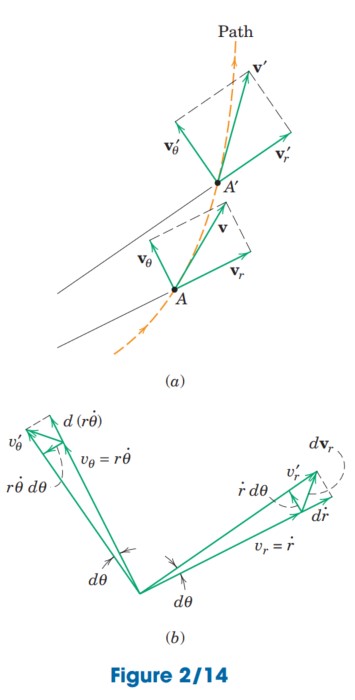 Path
v′
v′θ
v′r
A′
v
vθ
vr
A
(a)
d(rθ̇)
v′θ
vθ = rθ̇
rθ̇ dθ
dvr
v′r
ṙ dθ
dṙ
vr = ṙ
dθ
dθ
(b)
Figure 2/14